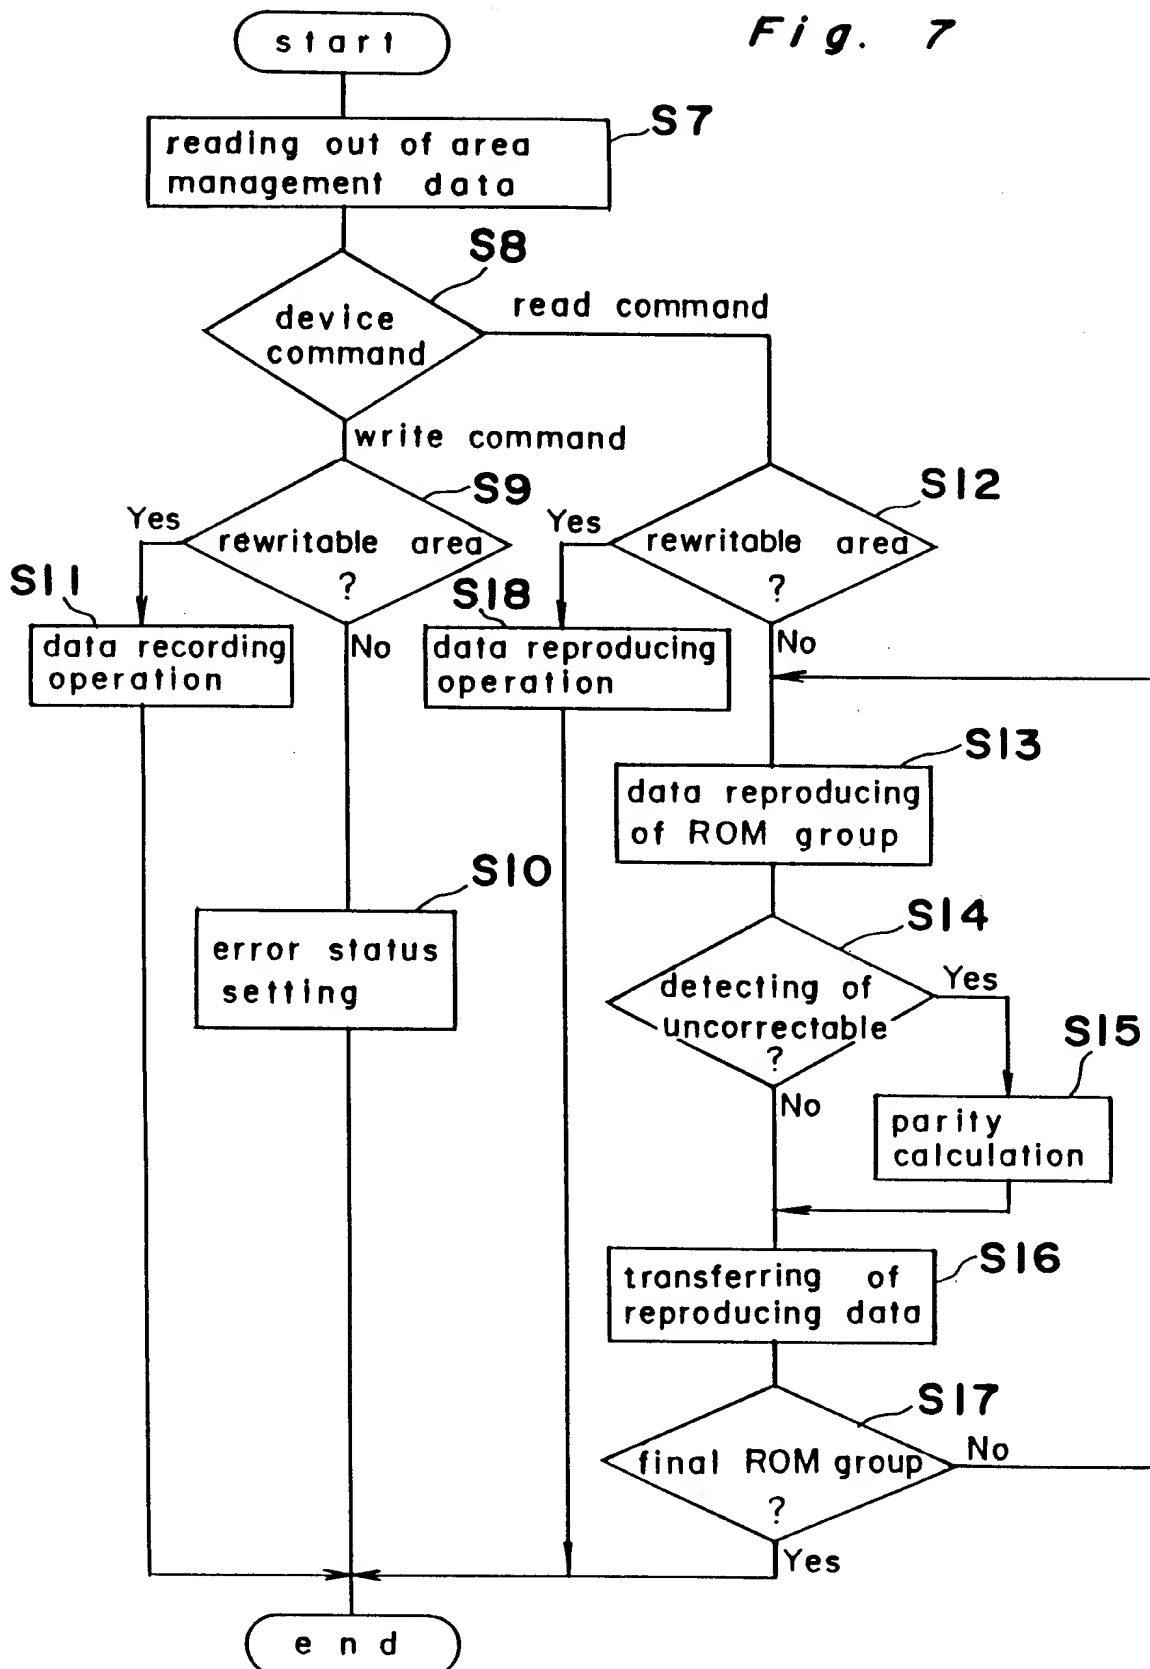 Fig. 7
start
S7
reading out of area
management data
S8
device
command
read command
write command
S9
Yes
rewritable area
?
No
S12
Yes
rewritable area
?
No
S11
data recording
operation
S18
data reproducing
operation
S13
data reproducing
of ROM group
S10
error status
setting
S14
detecting of
uncorrectable
?
Yes
No
S15
parity
calculation
S16
transferring of
reproducing data
S17
final ROM group
?
No
Yes
end